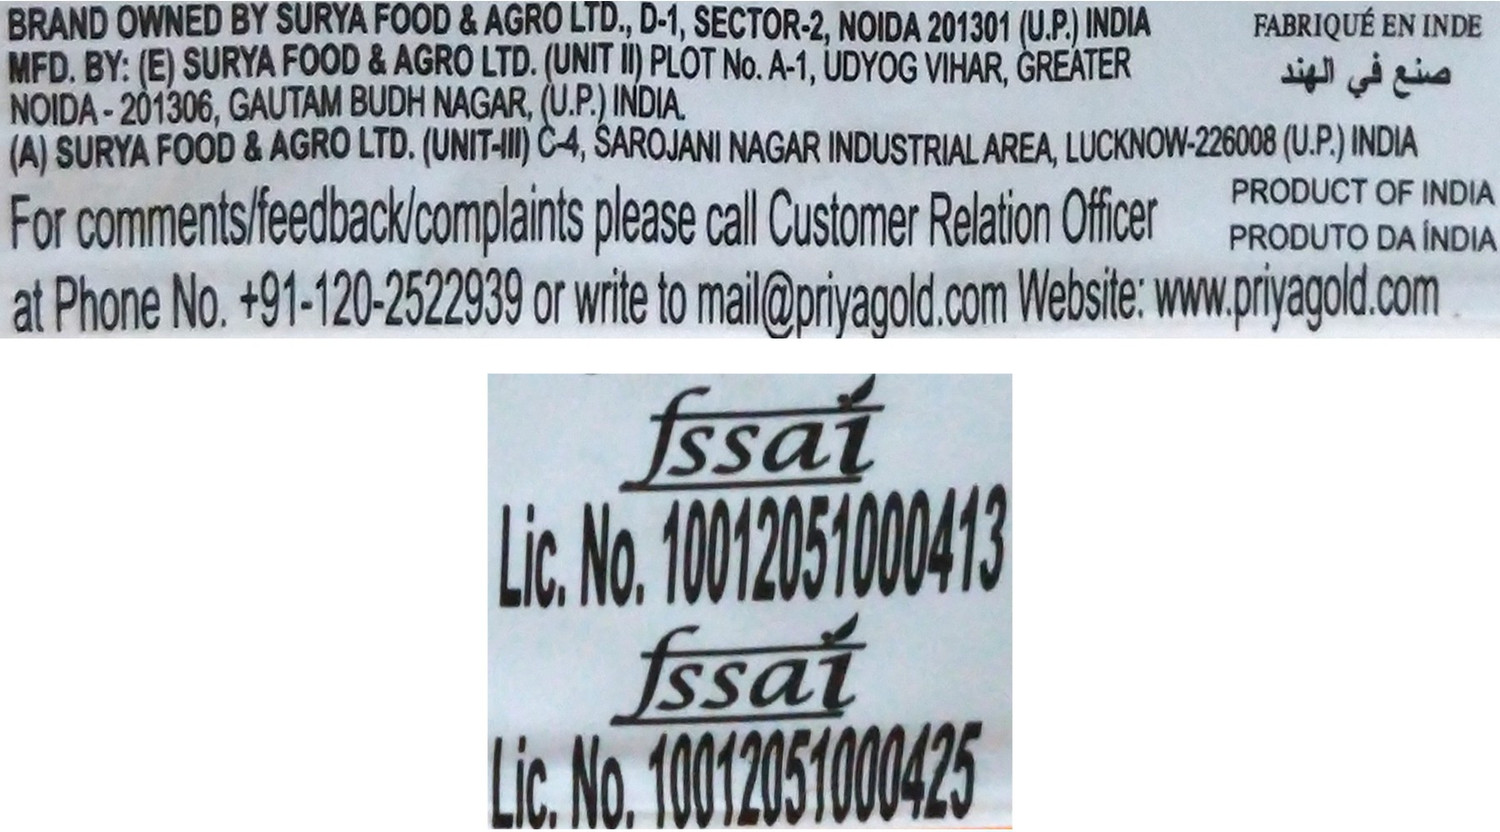 BRAND OWNED BY SURYA FOOD & AGRO LTD., D-1, SECTOR-2, NOIDA 201301 (U.P.) INDIA
MFD. BY: (E) SURYA FOOD & AGRO LTD. (UNIT II) PLOT No. A-1, UDYOG VIHAR, GREATER
NOIDA - 201306, GAUTAM BUDH NAGAR, (U.P.) INDIA.
(A) SURYA FOOD & AGRO LTD. (UNIT-III) C-4, SAROJANI NAGAR INDUSTRIAL AREA, LUCKNOW-226008 (U.P.) INDIA
For comments/feedback/complaints please call Customer Relation Officer
at Phone No. +91-120-2522939 or write to mail@priyagold.com Website: www.priyagold.com
FABRIQUÉ EN INDE
صنع في الهند
PRODUCT OF INDIA
PRODUTO DA ÍNDIA
fssai
Lic. No. 10012051000413
fssai
Lic. No. 10012051000425